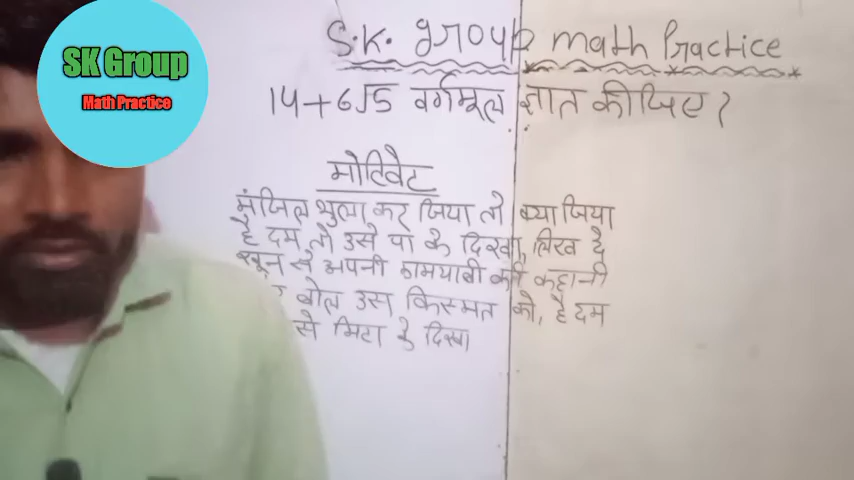 SK Group
Math Practice
S.K. group math Practice
14+6√5 वर्गमूल ज्ञात कीजिए?
मोटिवैट
मंजिल भुला कर जिया तो क्या जिया
है दम तो उसे पा के दिखा, लिख दे
खून से अपनी कामयाबी की कहानी
बोल उस किस्मत को, है दम
से मिटा के दिखा